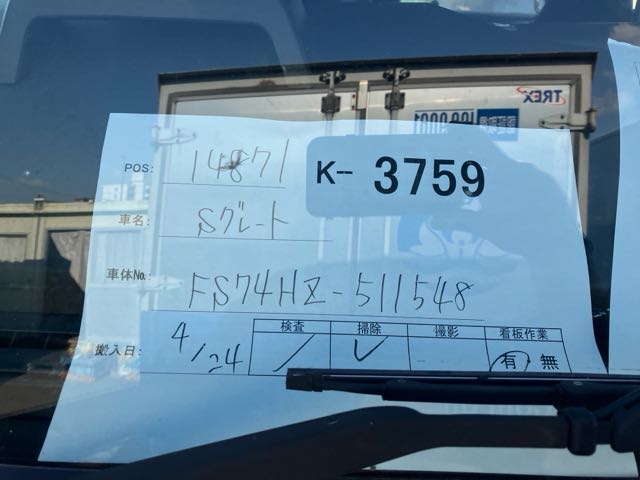 TREX
POS: 14871
K- 3759
車名: Sグレート
車体No.: FS74HZ-511548
搬入日: 4/24
検査 掃除 撮影 看板作業
有 無